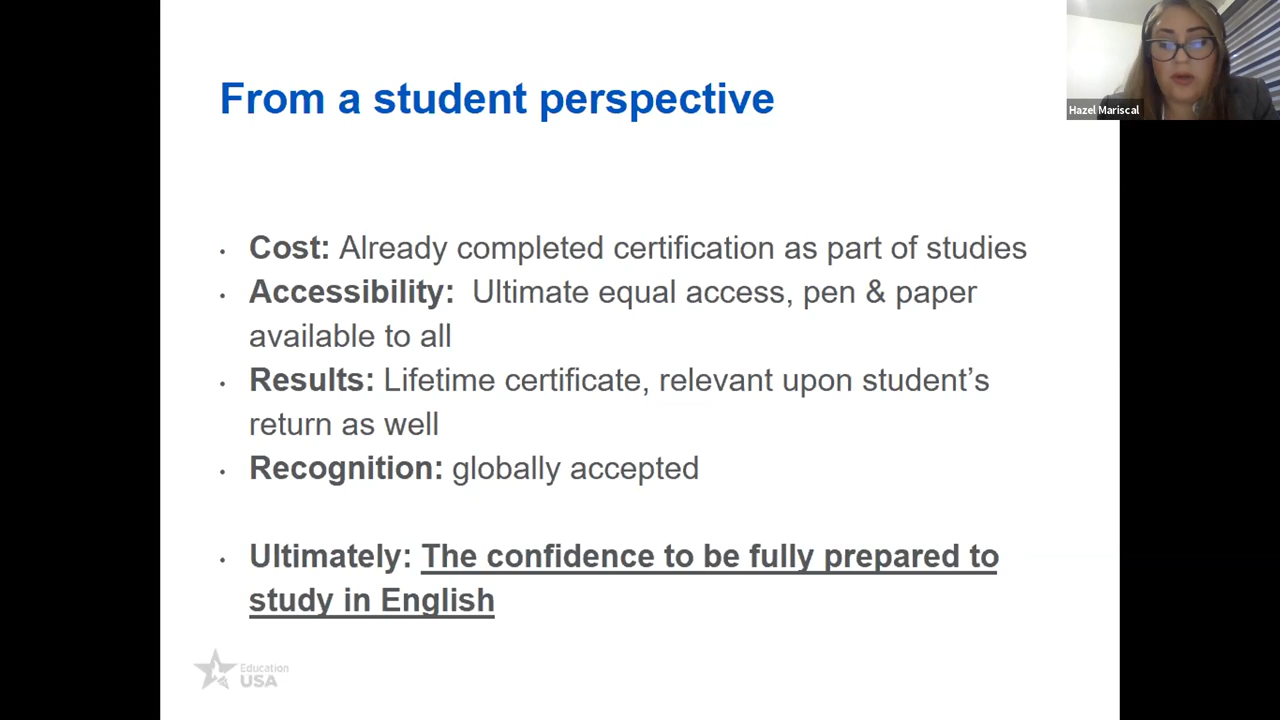 From a student perspective
Hazel Mariscal
• Cost: Already completed certification as part of studies
• Accessibility:  Ultimate equal access, pen & paper
available to all
• Results: Lifetime certificate, relevant upon student’s
return as well
• Recognition: globally accepted
• Ultimately: The confidence to be fully prepared to
study in English
Education
USA